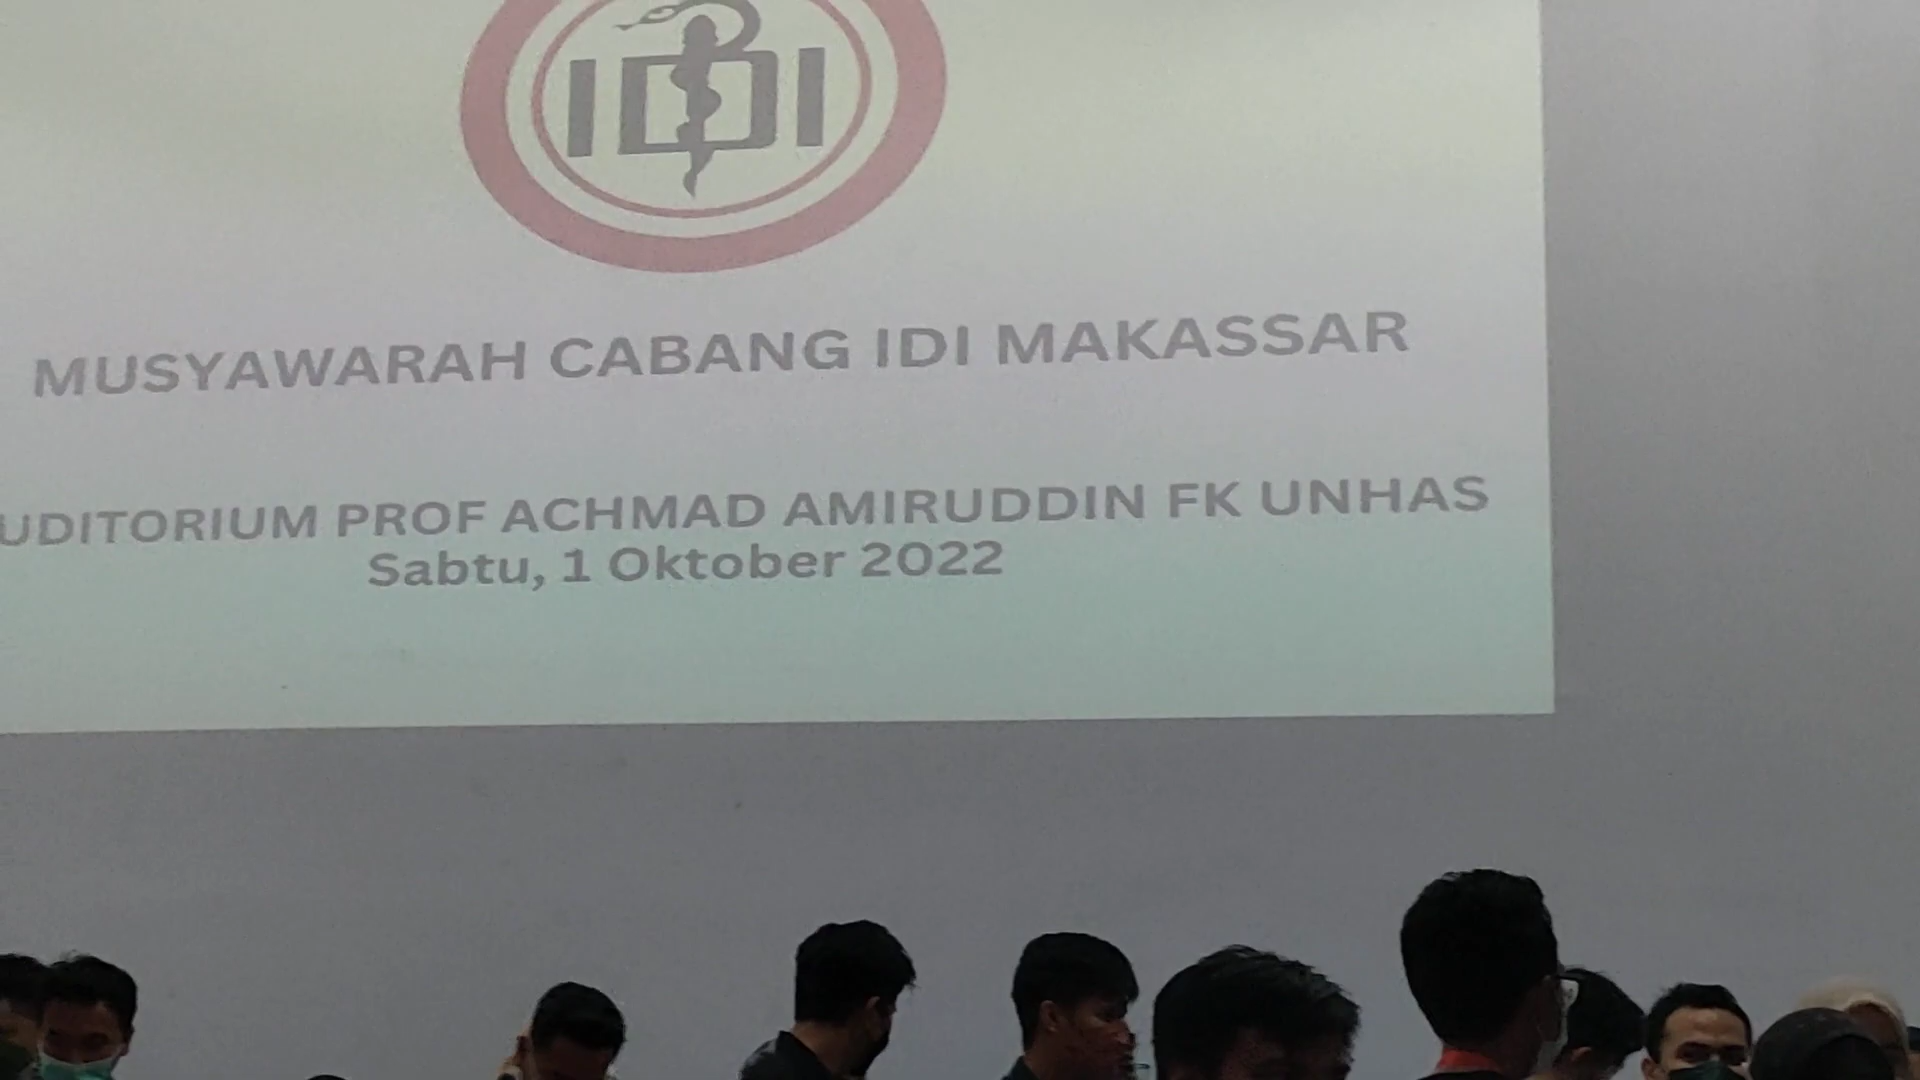 IDI
MUSYAWARAH CABANG IDI MAKASSAR
UDITORIUM PROF ACHMAD AMIRUDDIN FK UNHAS
Sabtu, 1 Oktober 2022